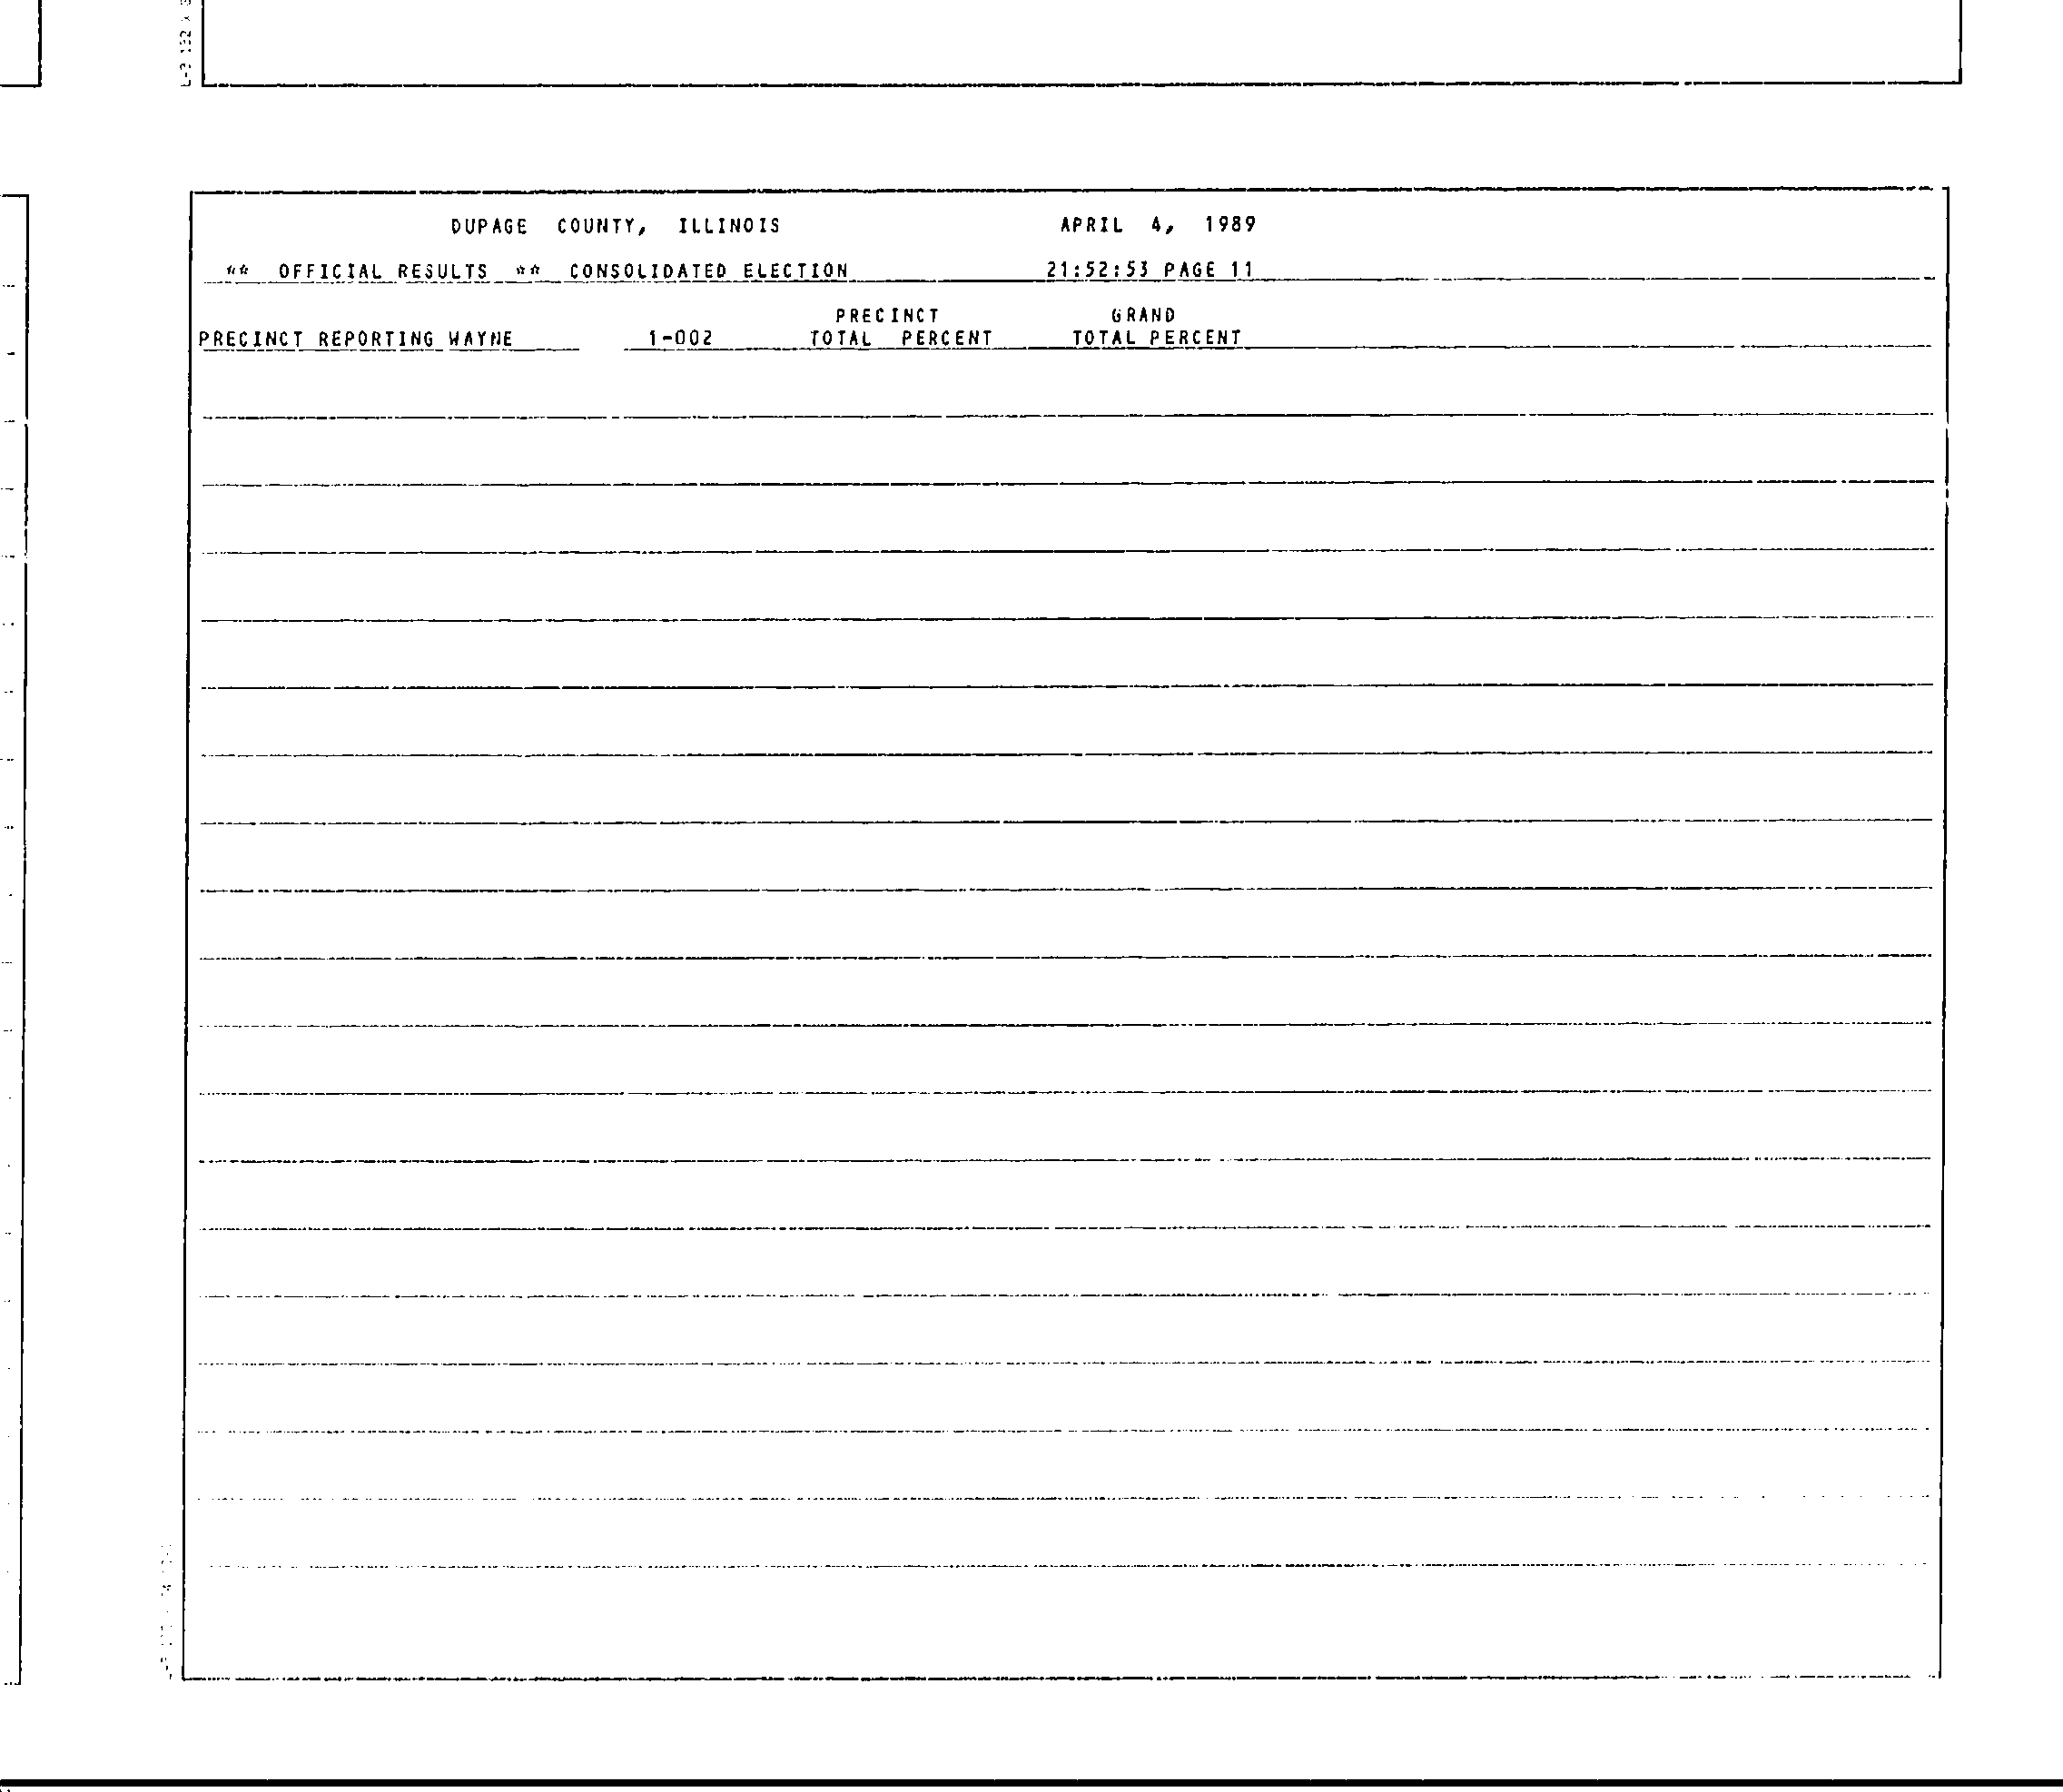 DUPAGE COUNTY, ILLINOIS APRIL 4, 1989
** OFFICIAL RESULTS ** CONSOLIDATED ELECTION 21:52:53 PAGE 11
PRECINCT GRAND
PRECINCT REPORTING WAYNE 1-002 TOTAL PERCENT TOTAL PERCENT